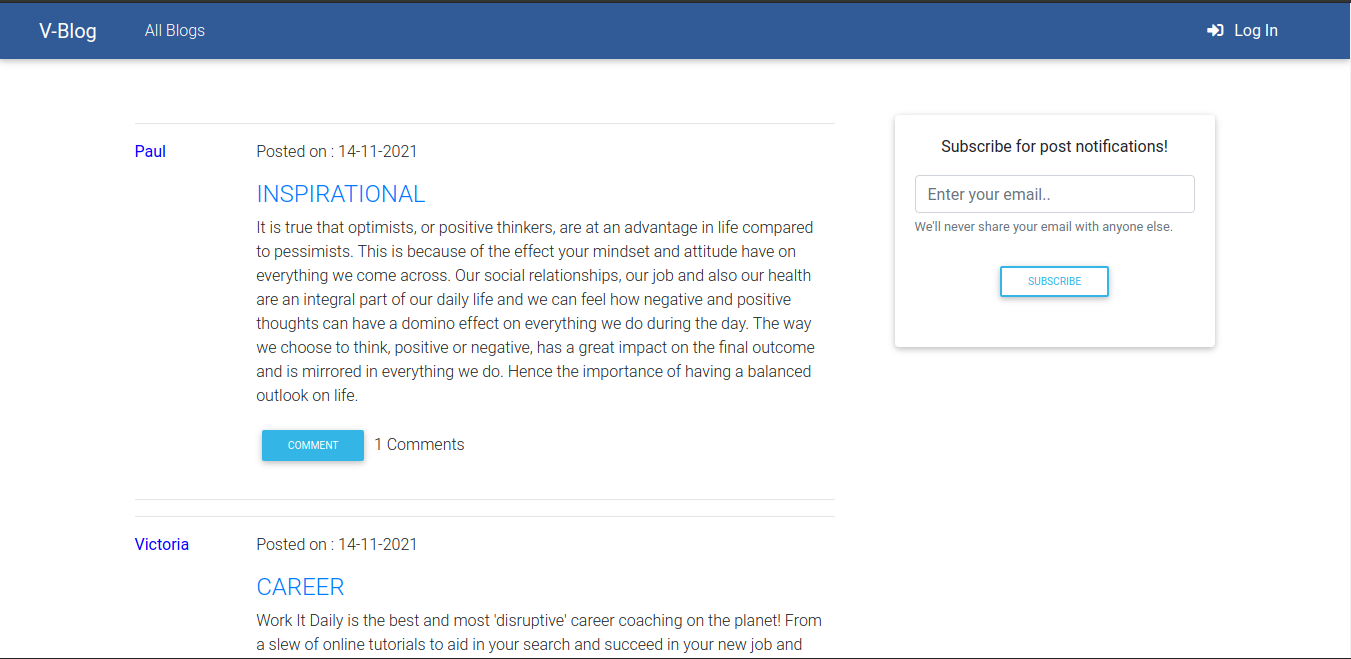 V-Blog
All Blogs
Log In
Paul
Posted on : 14-11-2021
INSPIRATIONAL
It is true that optimists, or positive thinkers, are at an advantage in life compared
to pessimists. This is because of the effect your mindset and attitude have on
everything we come across. Our social relationships, our job and also our health
are an integral part of our daily life and we can feel how negative and positive
thoughts can have a domino effect on everything we do during the day. The way
we choose to think, positive or negative, has a great impact on the final outcome
and is mirrored in everything we do. Hence the importance of having a balanced
outlook on life.
COMMENT
1 Comments
Victoria
Posted on : 14-11-2021
CAREER
Work It Daily is the best and most 'disruptive' career coaching on the planet! From
a slew of online tutorials to aid in your search and succeed in your new job and
Subscribe for post notifications!
Enter your email..
We'll never share your email with anyone else.
SUBSCRIBE